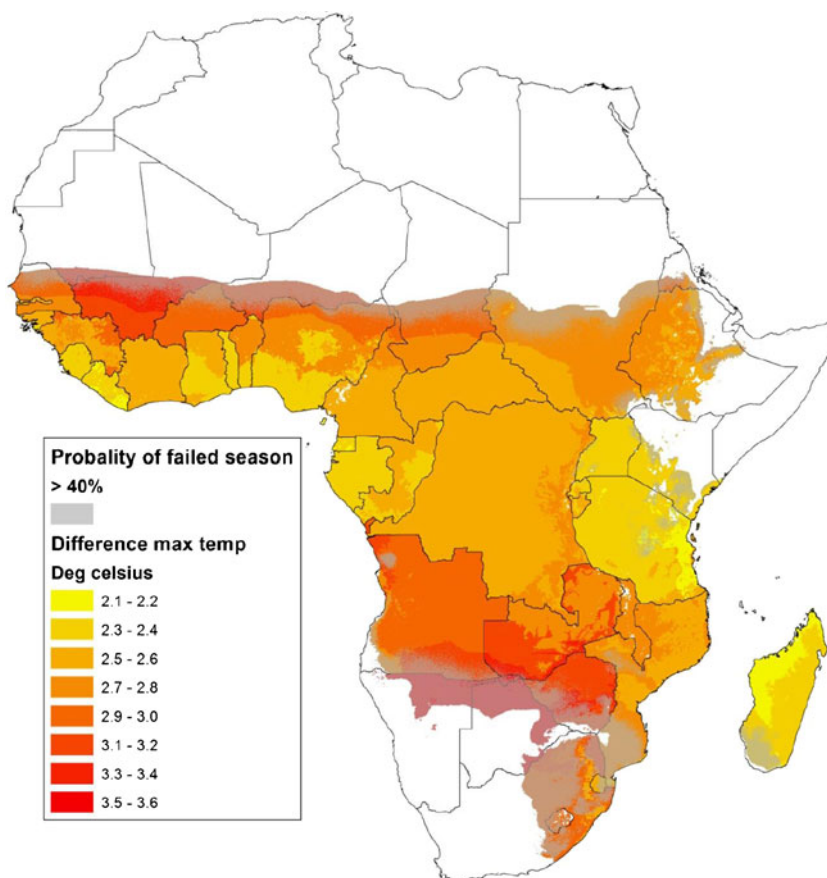 Probality of failed season
> 40%
Difference max temp
Deg celsius
2.1 - 2.2
2.3 - 2.4
2.5 - 2.6
2.7 - 2.8
2.9 - 3.0
3.1 - 3.2
3.3 - 3.4
3.5 - 3.6